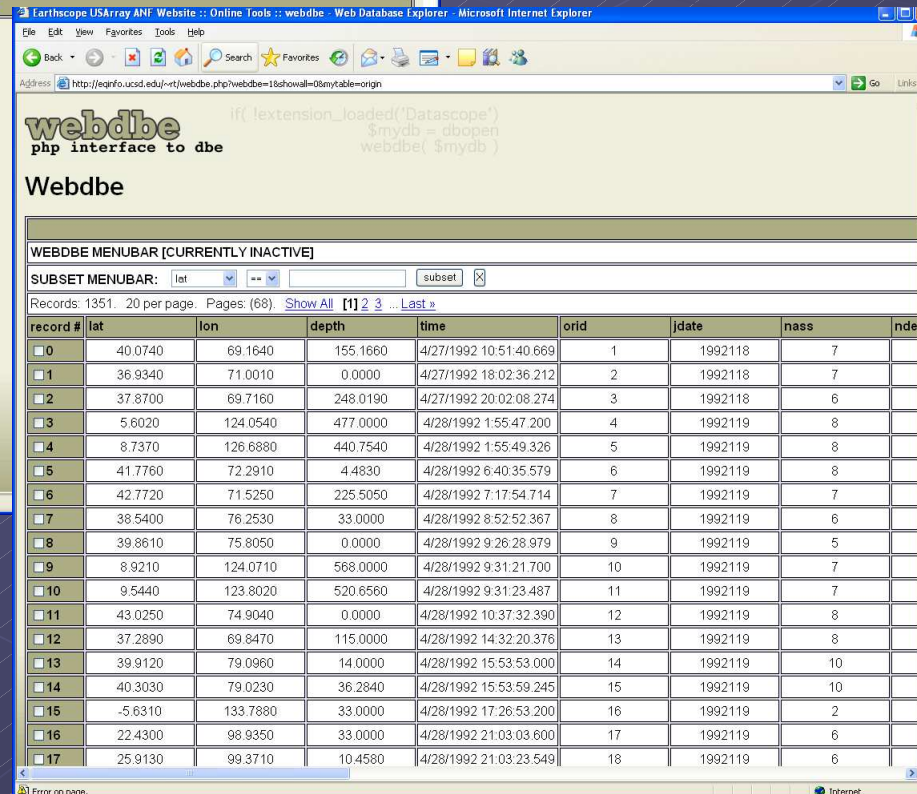 Earthscope USArray ANF Website :: Online Tools :: webdbe - Web Database Explorer - Microsoft Internet Explorer
File Edit View Favorites Tools Help
Back Search Favorites
Address http://eqinfo.ucsd.edu/~rt/webdbe.php?webdbe=1&showall=0&mytable=origin Go Links
webdbe
php interface to dbe
if( !extension_loaded('Datascope')
$mydb = dbopen
webdbe( $mydb )
Webdbe
WEBDBE MENUBAR [CURRENTLY INACTIVE]
SUBSET MENUBAR: lat == subset X
Records: 1351. 20 per page. Pages: (68). Show All [1] 2 3 ... Last »
record # lat lon depth time orid jdate nass nde
0 40.0740 69.1640 155.1660 4/27/1992 10:51:40.669 1 1992118 7
1 36.9340 71.0010 0.0000 4/27/1992 18:02:36.212 2 1992118 7
2 37.8700 69.7160 248.0190 4/27/1992 20:02:08.274 3 1992118 6
3 5.6020 124.0540 477.0000 4/28/1992 1:55:47.200 4 1992119 8
4 8.7370 126.6880 440.7540 4/28/1992 1:55:49.326 5 1992119 8
5 41.7760 72.2910 4.4830 4/28/1992 6:40:35.579 6 1992119 8
6 42.7720 71.5250 225.5050 4/28/1992 7:17:54.714 7 1992119 7
7 38.5400 76.2530 33.0000 4/28/1992 8:52:52.367 8 1992119 6
8 39.8610 75.8050 0.0000 4/28/1992 9:26:28.979 9 1992119 5
9 8.9210 124.0710 568.0000 4/28/1992 9:31:21.700 10 1992119 7
10 9.5440 123.8020 520.6560 4/28/1992 9:31:23.487 11 1992119 7
11 43.0250 74.9040 0.0000 4/28/1992 10:37:32.390 12 1992119 8
12 37.2890 69.8470 115.0000 4/28/1992 14:32:20.376 13 1992119 8
13 39.9120 79.0960 14.0000 4/28/1992 15:53:53.000 14 1992119 10
14 40.3030 79.0230 36.2840 4/28/1992 15:53:59.245 15 1992119 10
15 -5.6310 133.7880 33.0000 4/28/1992 17:26:53.200 16 1992119 2
16 22.4300 98.9350 33.0000 4/28/1992 21:03:03.600 17 1992119 6
17 25.9130 99.3710 10.4580 4/28/1992 21:03:23.549 18 1992119 6
Error on page. Internet